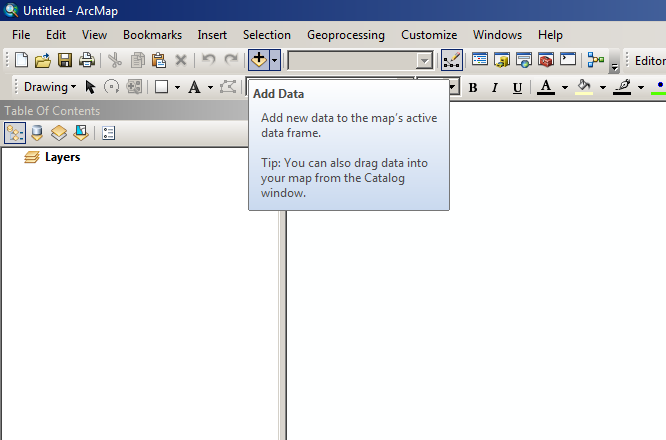 Untitled - ArcMap
File Edit View Bookmarks Insert Selection Geoprocessing Customize Windows Help
Editor
Drawing A B I U A
Table Of Contents
Layers
Add Data
Add new data to the map's active
data frame.
Tip: You can also drag data into
your map from the Catalog
window.